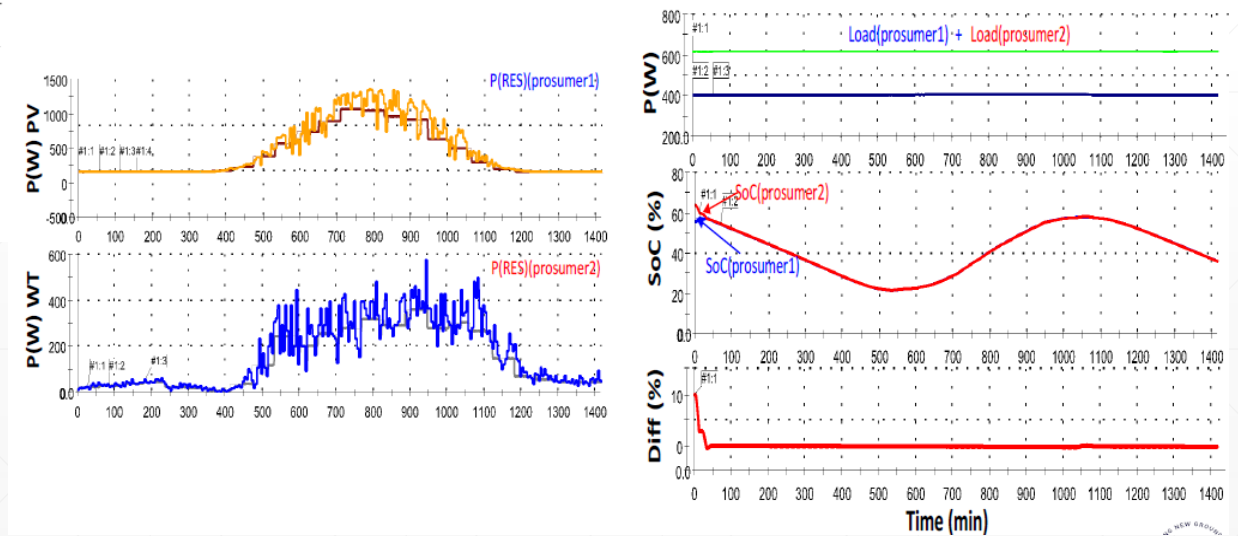 P(W) PV
1500
1000
500
0
-500.0
0.0
P(RES)(prosumer1)
#1:1 #1:2 #1:3 #1:4
0 100 200 300 400 500 600 700 800 900 1000 1100 1200 1300 1400
P(W) WT
600
400
200
0.0
P(RES)(prosumer2)
#1:1 #1:2 #1:3
0 100 200 300 400 500 600 700 800 900 1000 1100 1200 1300 1400
P(W)
800
600
400
200.0
#1:1
Load(prosumer1) + Load(prosumer2)
#1:2 #1:3
0 100 200 300 400 500 600 700 800 900 1000 1100 1200 1300 1400
SoC (%)
80
60
40
20
0.0
#1:1
SoC(prosumer2)
#1:2
SoC(prosumer1)
0 100 200 300 400 500 600 700 800 900 1000 1100 1200 1300 1400
Diff (%)
10
0
0.0
#1:1
0 100 200 300 400 500 600 700 800 900 1000 1100 1200 1300 1400
Time (min)
NEW